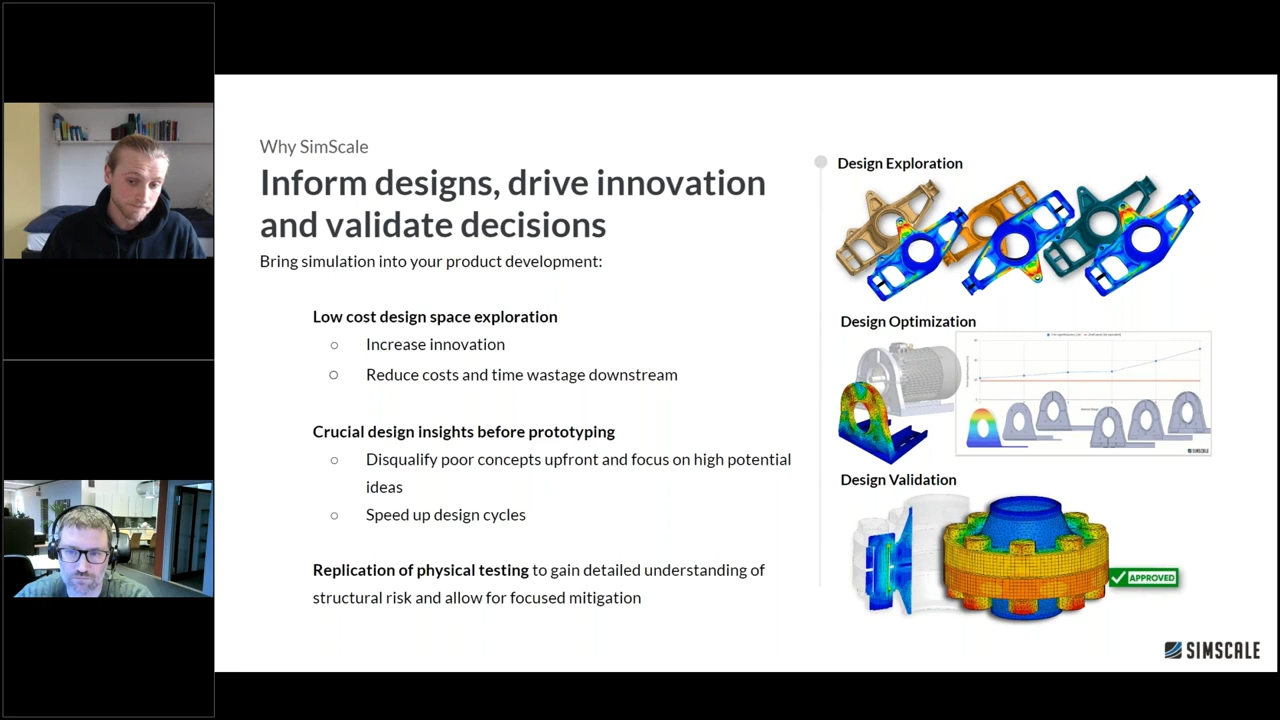 Why SimScale
Inform designs, drive innovation
and validate decisions
Bring simulation into your product development:
Low cost design space exploration
○ Increase innovation
○ Reduce costs and time wastage downstream
Crucial design insights before prototyping
○ Disqualify poor concepts upfront and focus on high potential
ideas
○ Speed up design cycles
Replication of physical testing to gain detailed understanding of
structural risk and allow for focused mitigation
Design Exploration
Design Optimization
SIMSCALE
Design Validation
APPROVED
SIMSCALE